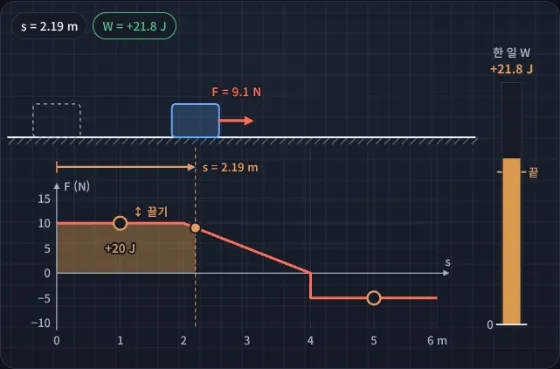 s = 2.19 m
W = +21.8 J
한 일 W
+21.8 J
F = 9.1 N
s = 2.19 m
끝
F (N)
15
10
5
0
−5
−10
↕ 끌기
+20 J
s
0
0 1 2 3 4 5 6 m